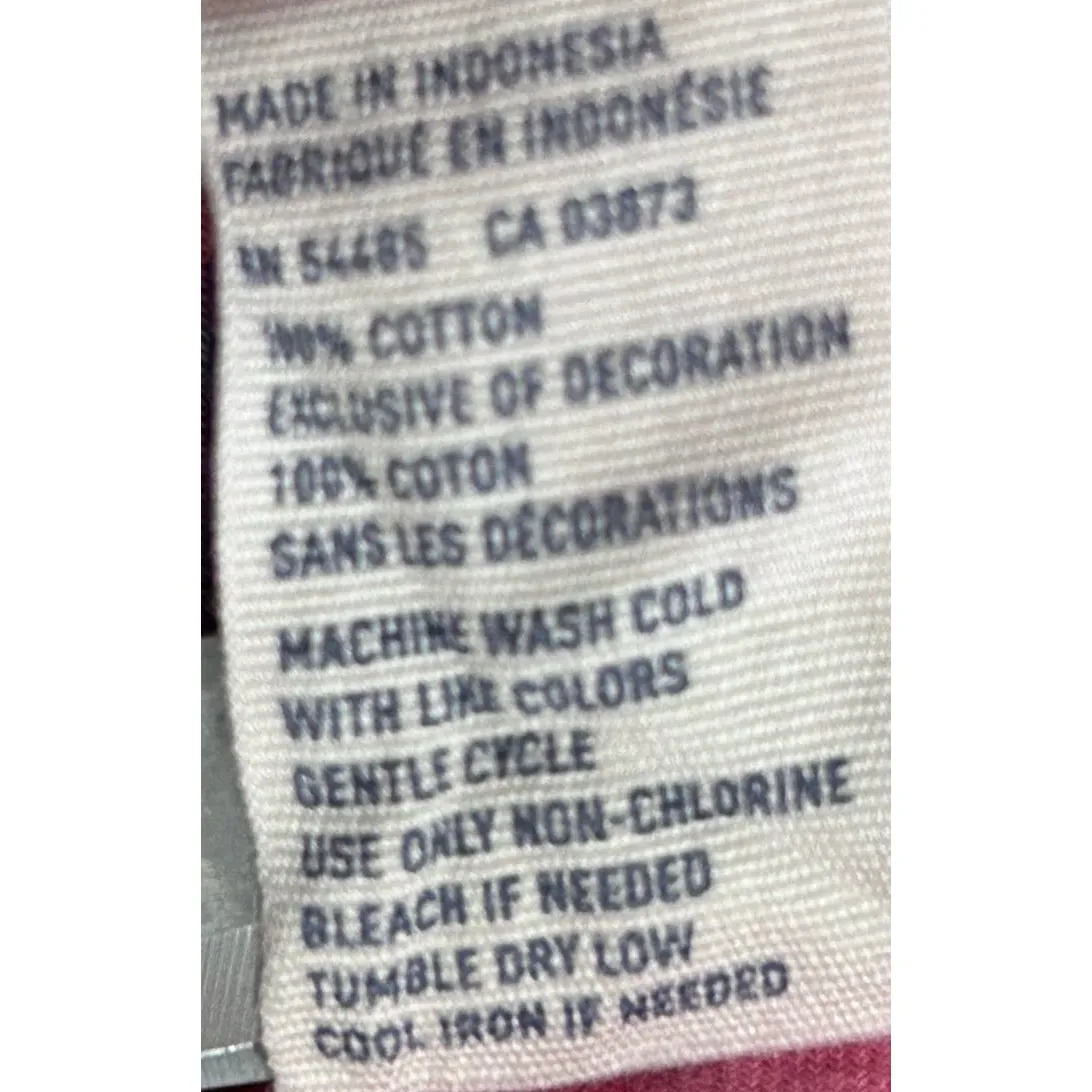 MADE IN INDONESIA
FABRIQUÉ EN INDONÉSIE
RN 54485 CA 03873
100% COTTON
EXCLUSIVE OF DECORATION
100% COTON
SANS LES DÉCORATIONS
MACHINE WASH COLD
WITH LIKE COLORS
GENTLE CYCLE
USE ONLY NON-CHLORINE
BLEACH IF NEEDED
TUMBLE DRY LOW
COOL IRON IF NEEDED